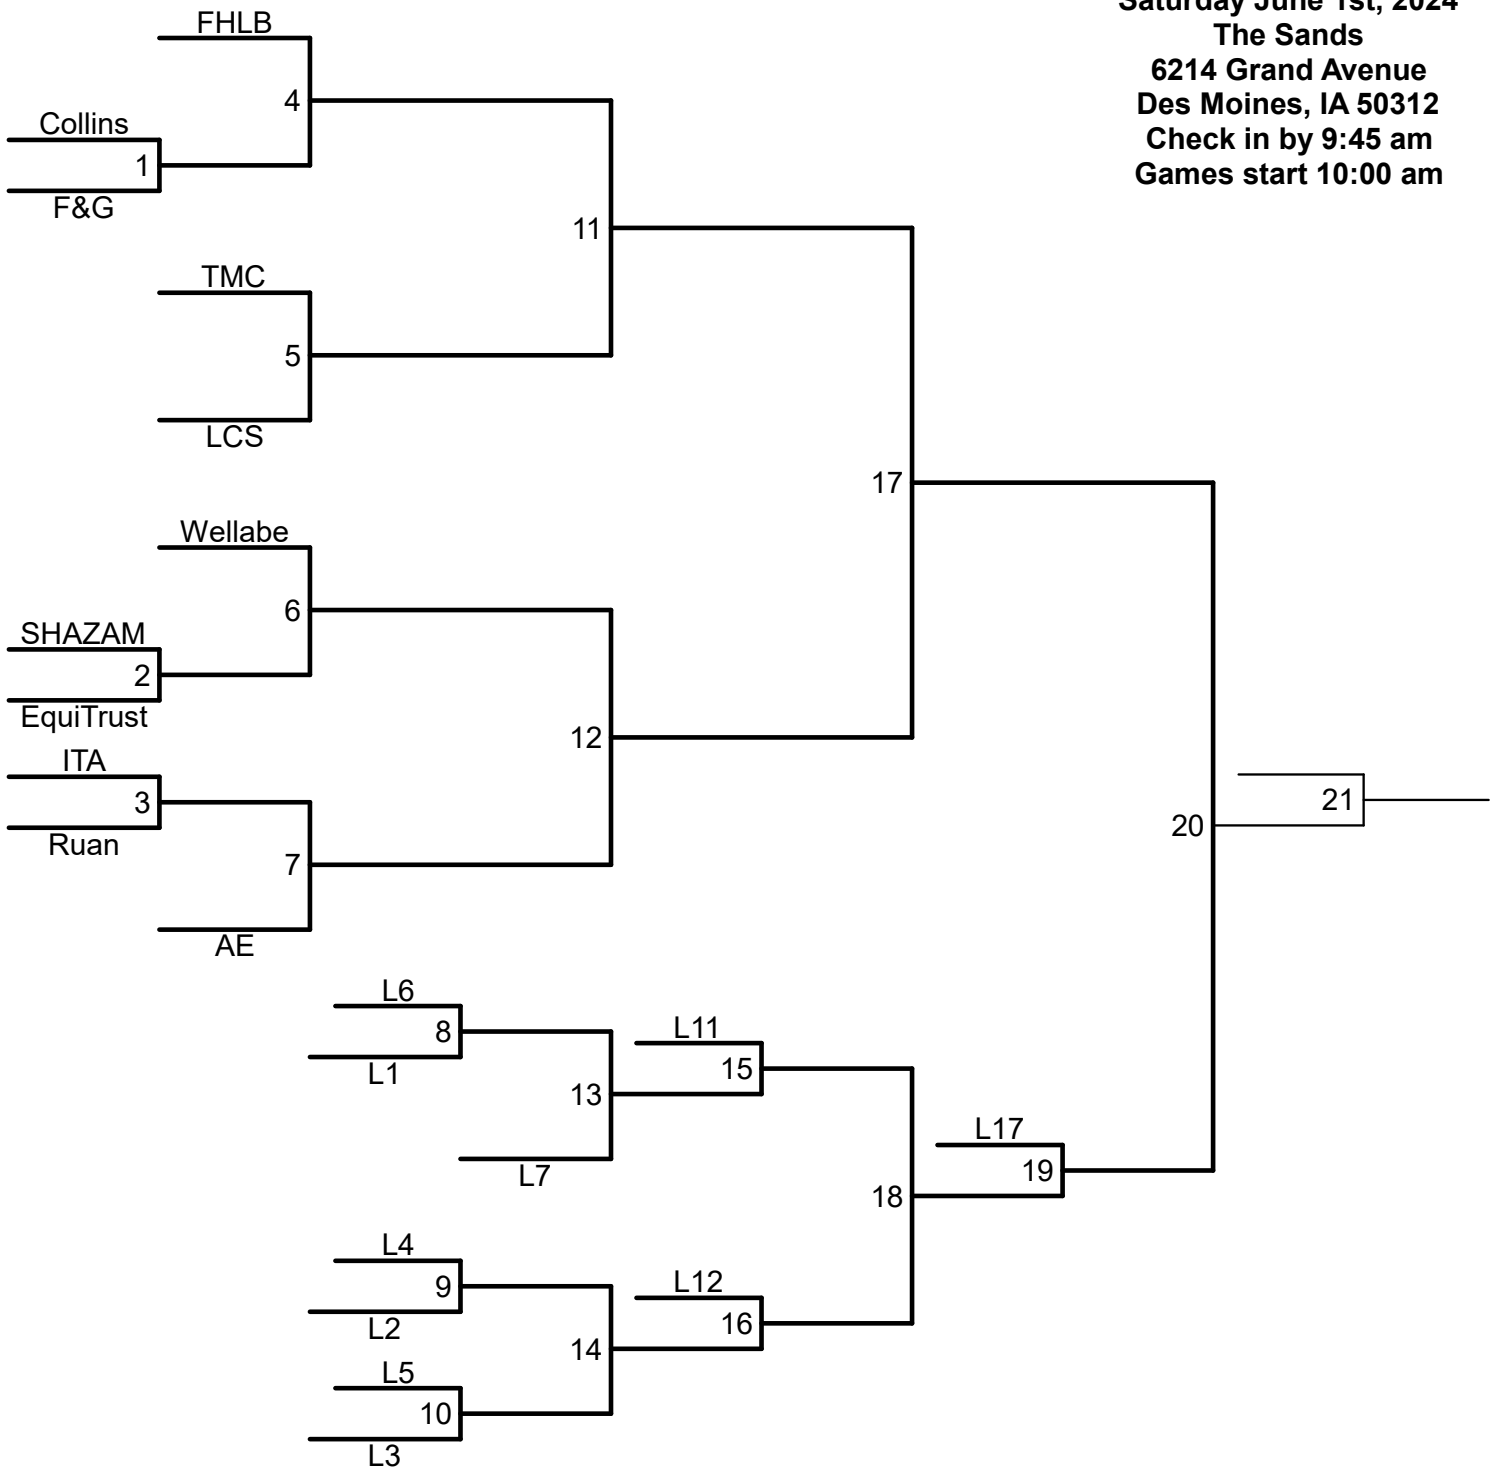 Saturday June 1st, 2024
The Sands
6214 Grand Avenue
Des Moines, IA 50312
Check in by 9:45 am
Games start 10:00 am
FHLB
4
Collins
1
F&G
11
TMC
5
LCS
17
Wellabe
6
SHAZAM
2
EquiTrust
12
ITA
3
Ruan
7
AE
21
20
L6
8
L1
L11
15
13
L7
L17
19
18
L4
9
L2
L12
16
14
L5
10
L3